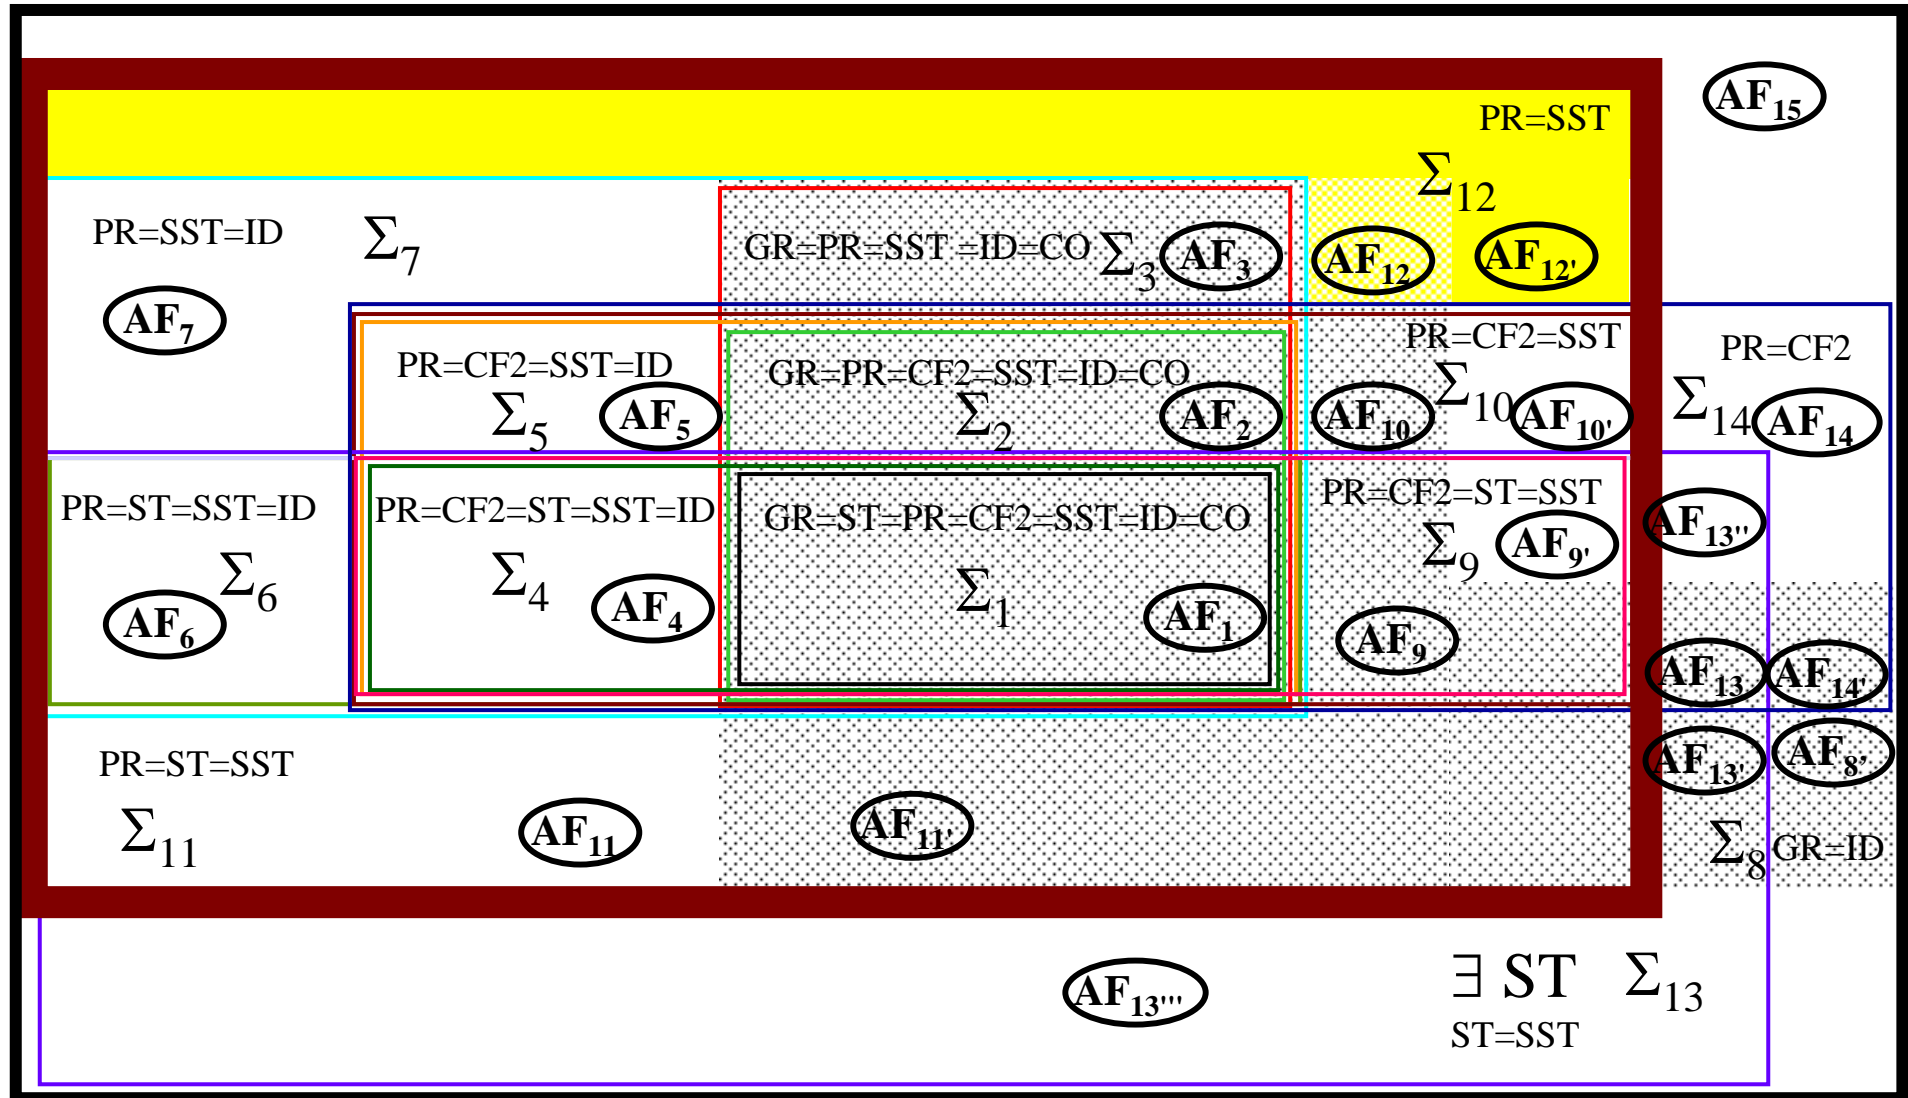 AF15
PR=SST
Σ12
PR=SST=ID
Σ7
GR=PR=SST =ID=CO
Σ3
AF3
AF12
AF12'
AF7
PR=CF2=SST=ID
Σ5
AF5
GR=PR=CF2=SST=ID=CO
Σ2
AF2
AF10
PR=CF2=SST
Σ10
AF10'
PR=CF2
Σ14
AF14
PR=ST=SST=ID
Σ6
AF6
PR=CF2=ST=SST=ID
Σ4
AF4
GR=ST=PR=CF2=SST=ID=CO
Σ1
AF1
PR=CF2=ST=SST
Σ9
AF9'
AF9
AF13''
AF13
AF14'
AF13'
AF8'
PR=ST=SST
Σ11
AF11
AF11'
Σ8
GR=ID
AF13'''
∃ ST Σ13
ST=SST